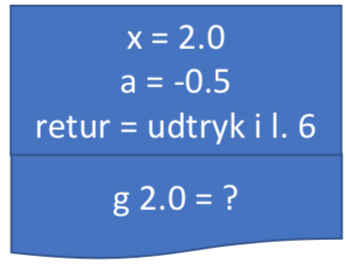 x = 2.0
a = -0.5
retur = udtryk i l. 6
g 2.0 = ?